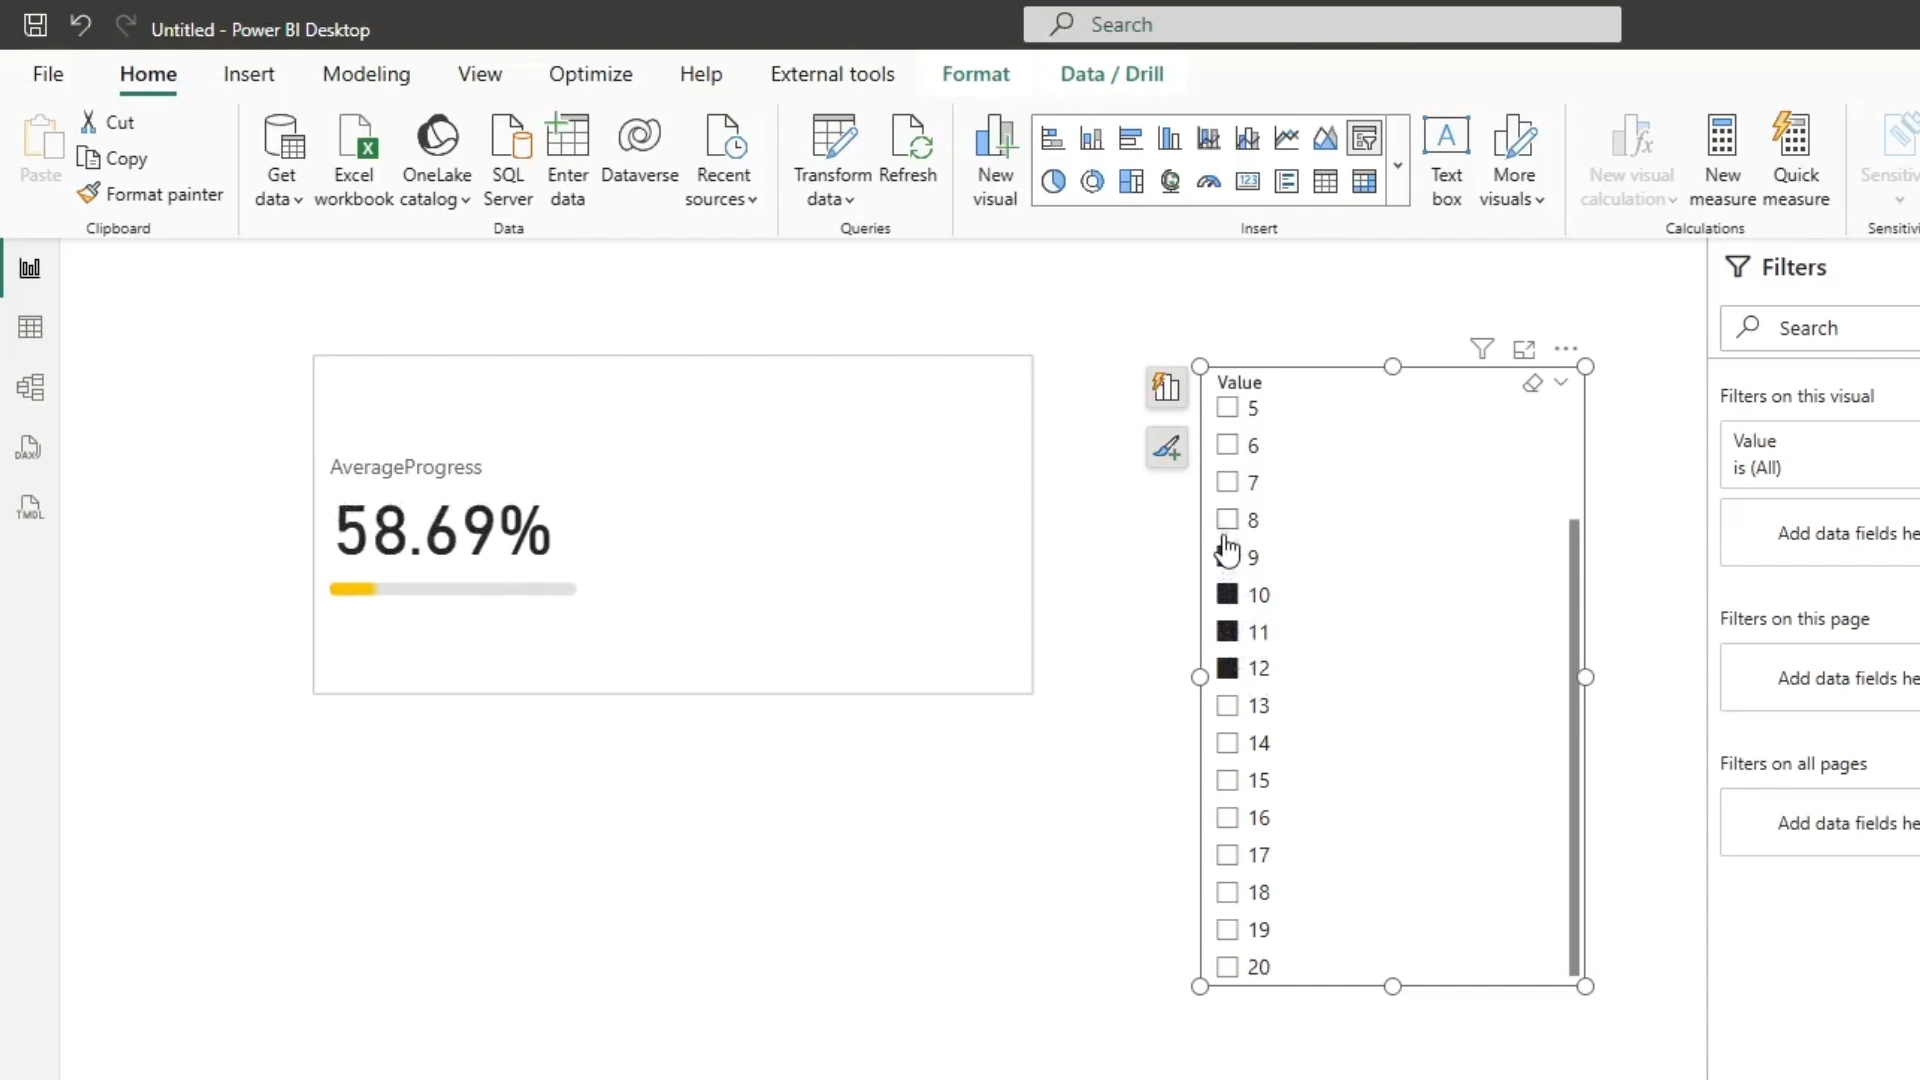 Untitled - Power BI Desktop
Search
File
Home
Insert
Modeling
View
Optimize
Help
External tools
Format
Data / Drill
Paste
Cut
Copy
Format painter
Clipboard
Get
data
Excel
workbook
OneLake
catalog
SQL
Server
Enter
data
Dataverse
Recent
sources
Data
Transform
data
Refresh
Queries
New
visual
123
Insert
A
Text
box
More
visuals
New visual
calculation
New
measure
Quick
measure
Calculations
Sensitiv
Sensitivi
DAX
TMDL
AverageProgress
58.69%
Value
5
6
7
8
9
10
11
12
13
14
15
16
17
18
19
20
Filters
Search
Filters on this visual
Value
is (All)
Add data fields he
Filters on this page
Add data fields he
Filters on all pages
Add data fields he